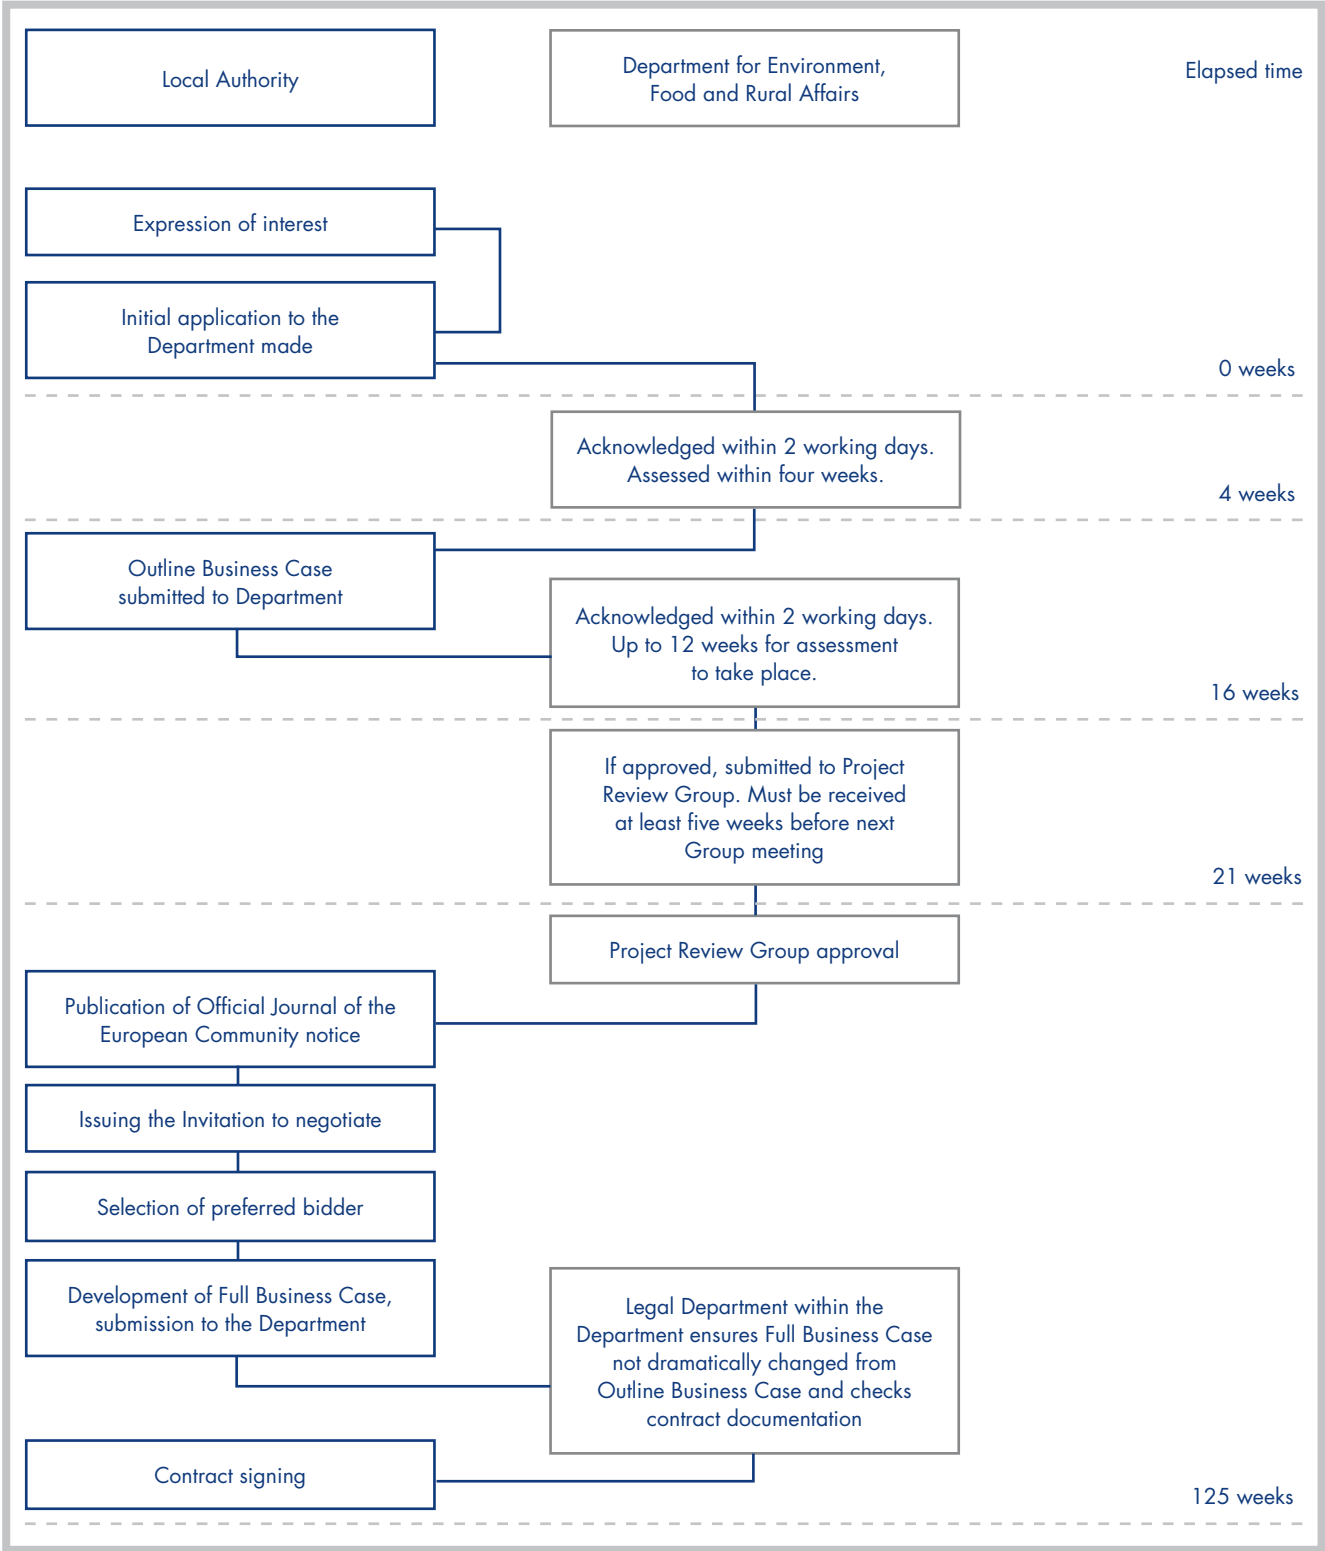 Local Authority
Department for Environment,
Food and Rural Affairs
Elapsed time
Expression of interest
Initial application to the
Department made
0 weeks
Acknowledged within 2 working days.
Assessed within four weeks.
4 weeks
Outline Business Case
submitted to Department
Acknowledged within 2 working days.
Up to 12 weeks for assessment
to take place.
16 weeks
If approved, submitted to Project
Review Group. Must be received
at least five weeks before next
Group meeting
21 weeks
Project Review Group approval
Publication of Official Journal of the
European Community notice
Issuing the Invitation to negotiate
Selection of preferred bidder
Development of Full Business Case,
submission to the Department
Legal Department within the
Department ensures Full Business Case
not dramatically changed from
Outline Business Case and checks
contract documentation
Contract signing
125 weeks